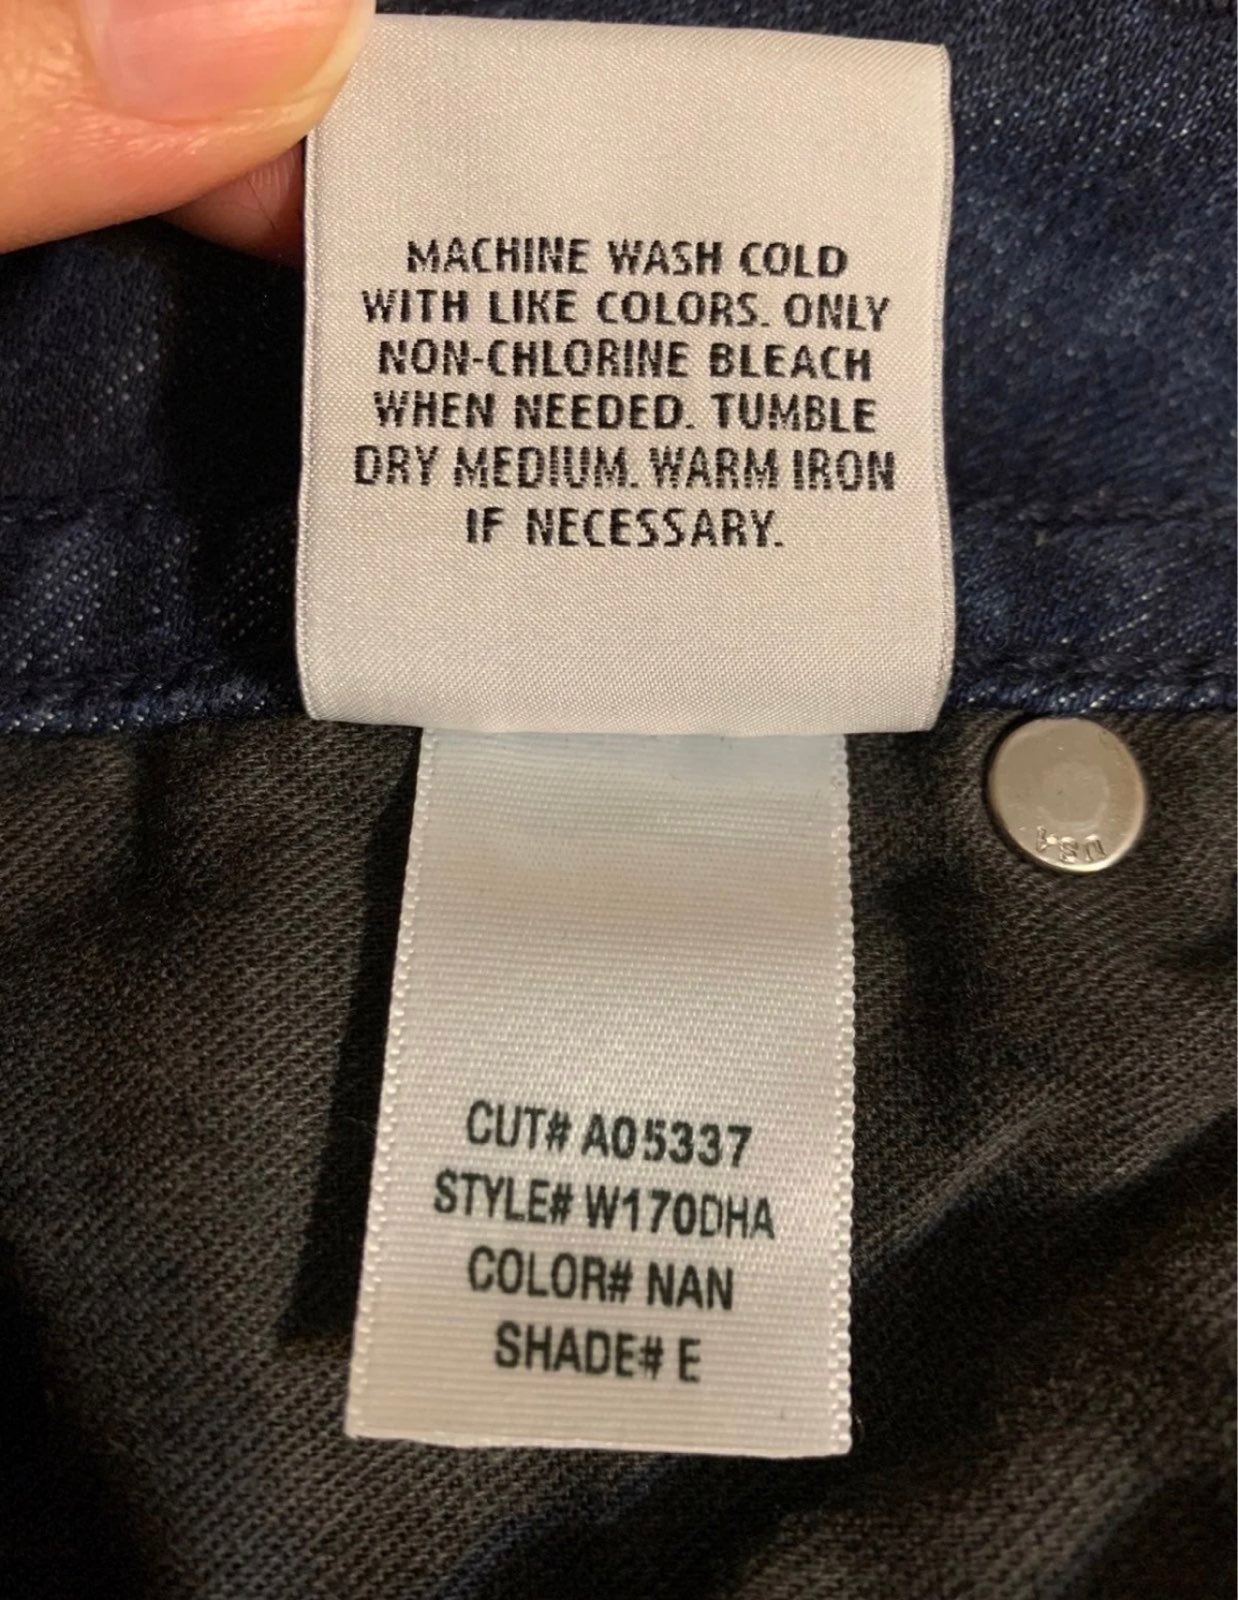 MACHINE WASH COLD
WITH LIKE COLORS. ONLY
NON-CHLORINE BLEACH
WHEN NEEDED. TUMBLE
DRY MEDIUM. WARM IRON
IF NECESSARY.
USA
CUT# A05337
STYLE# W170DHA
COLOR# NAN
SHADE# E